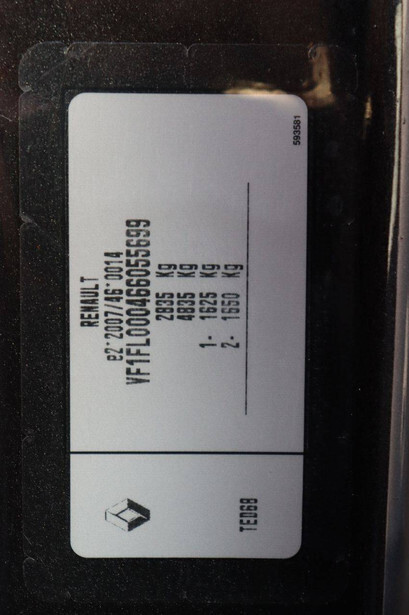 RENAULT
e2*2007/46*0014
VF1FL000466055699
2835 Kg
4835 Kg
1- 1625 Kg
2- 1650 Kg
TED68
593581